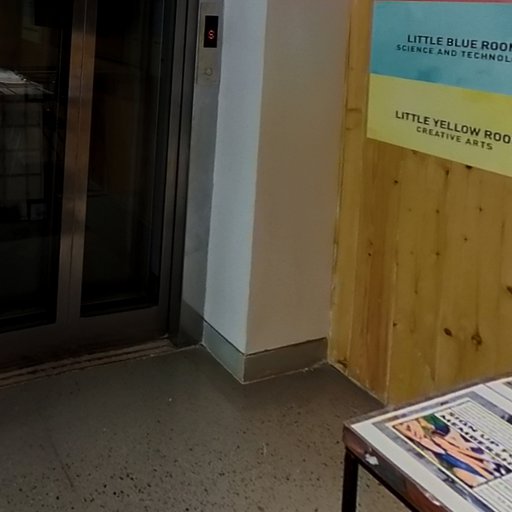 LITTLE BLUE ROOM
SCIENCE AND TECHNOL
LITTLE YELLOW ROO
CREATIVE ARTS